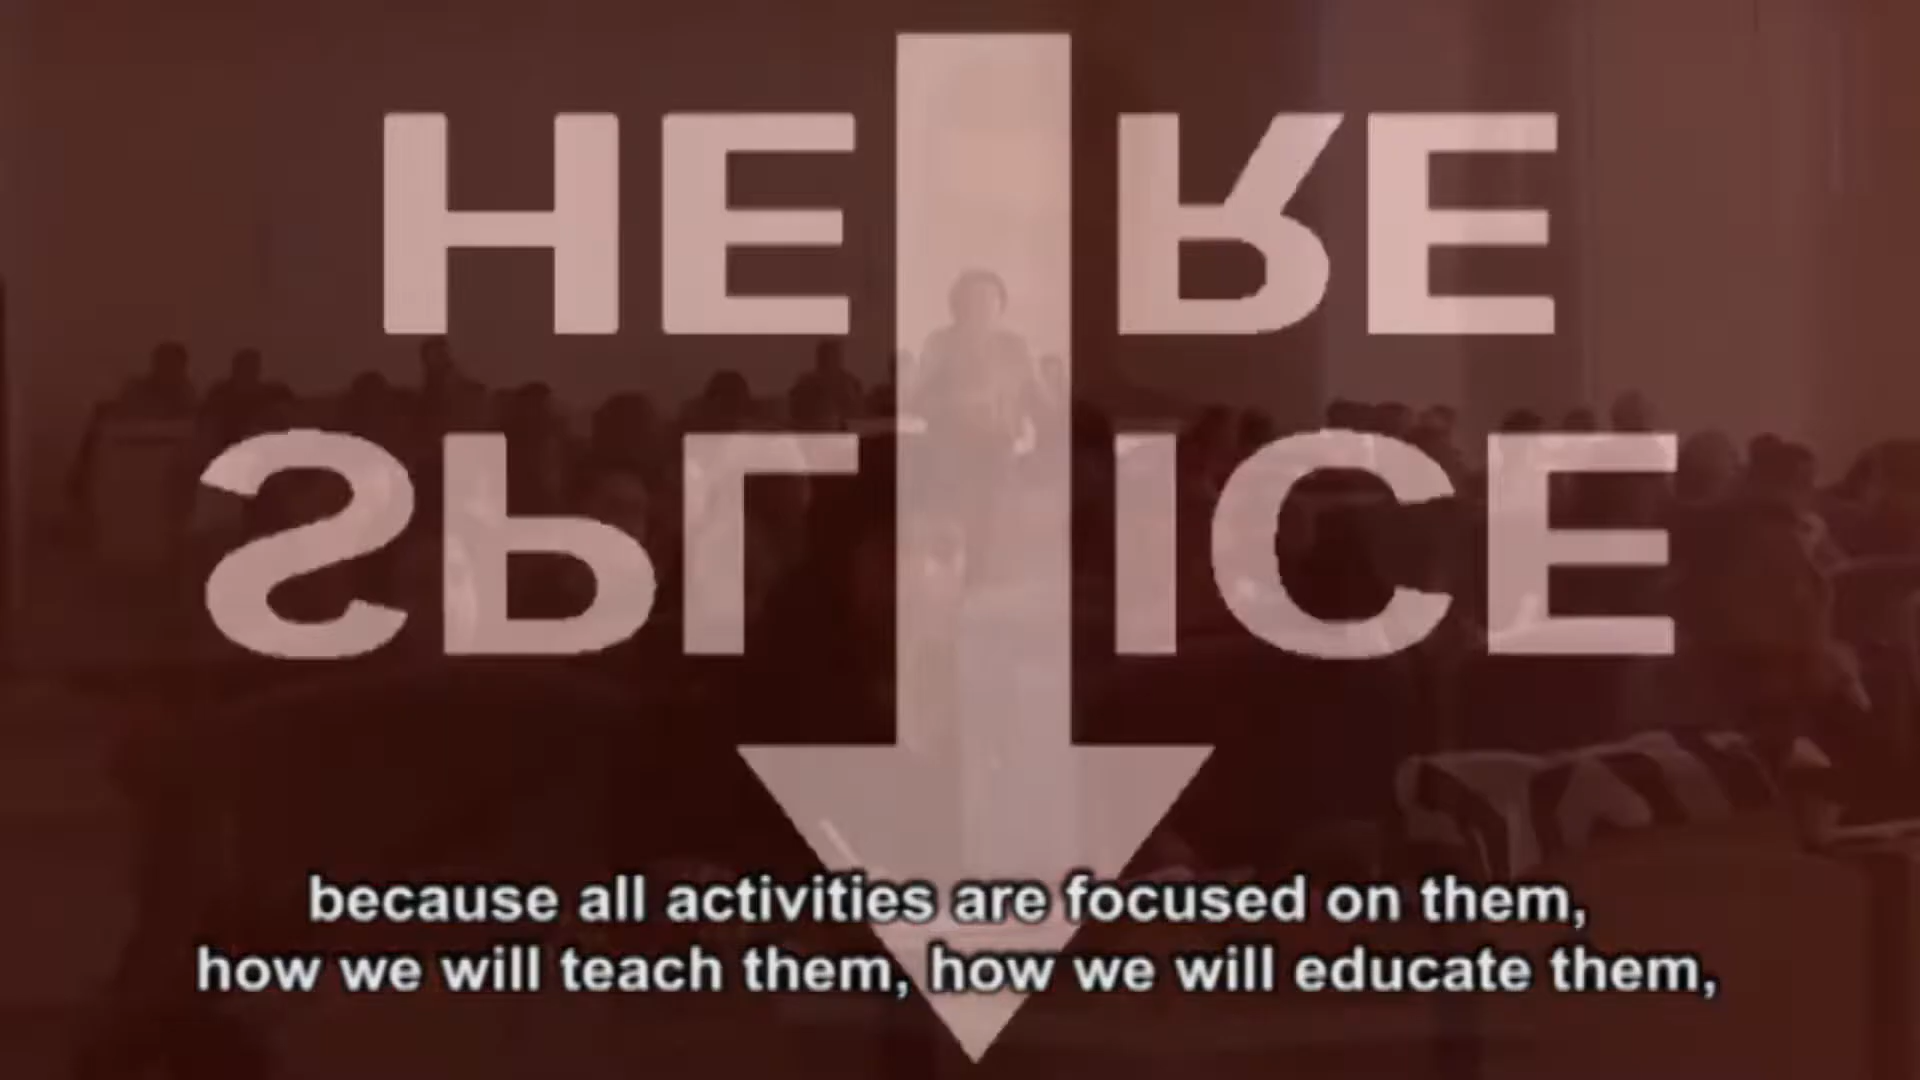 HERE
SPLICE
because all activities are focused on them,
how we will teach them, how we will educate them,